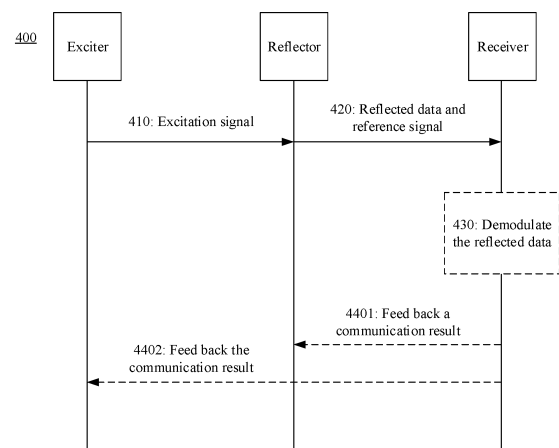 400
Exciter
Reflector
Receiver
410: Excitation signal
420: Reflected data and
reference signal
430: Demodulate
the reflected data
4401: Feed back a
communication result
4402: Feed back the
communication result